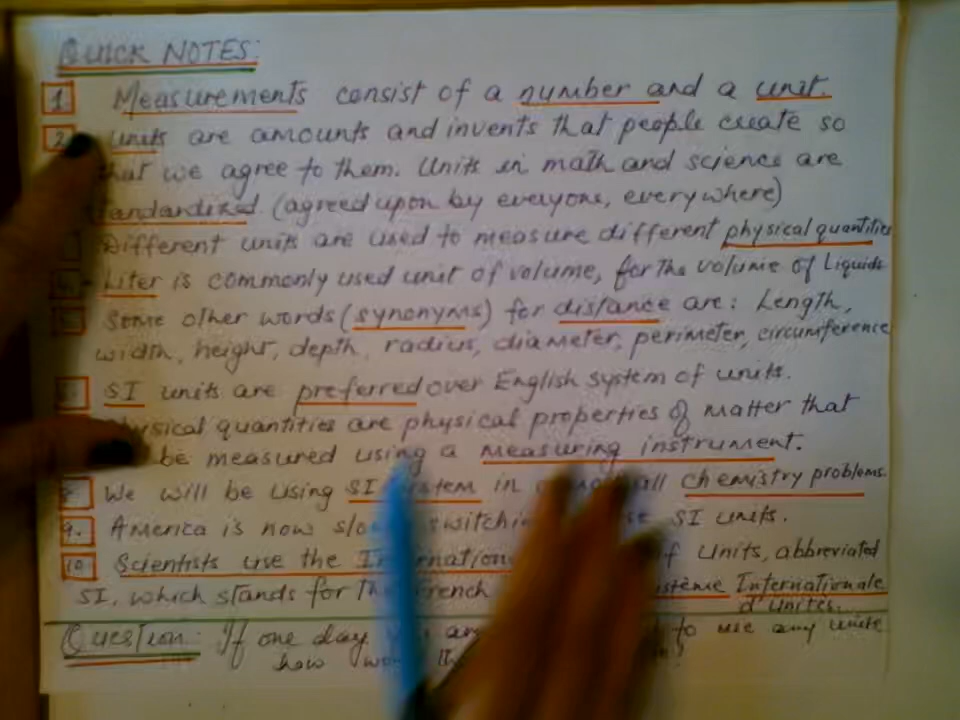 QUICK NOTES:
1. Measurements consist of a number and a unit.
2. Units are amounts and invents that people create so
that we agree to them. Units in math and science are
standardized (agreed upon by everyone, everywhere)
Different units are used to measure different physical quantities
Liter is commonly used unit of volume, for the volume of Liquids
Some other words (synonyms) for distance are: Length,
width, height, depth, radius, diameter, perimeter, circumference
SI units are preferred over English system of units.
physical quantities are physical properties of matter that
be measured using a measuring instrument.
8. We will be using SI system in all chemistry problems.
9. America is now switching SI units.
10. Scientists use the International of Units, abbreviated
SI, which stands for the French Système Internationale
d'Unites.
Question: If one day to use any units
how